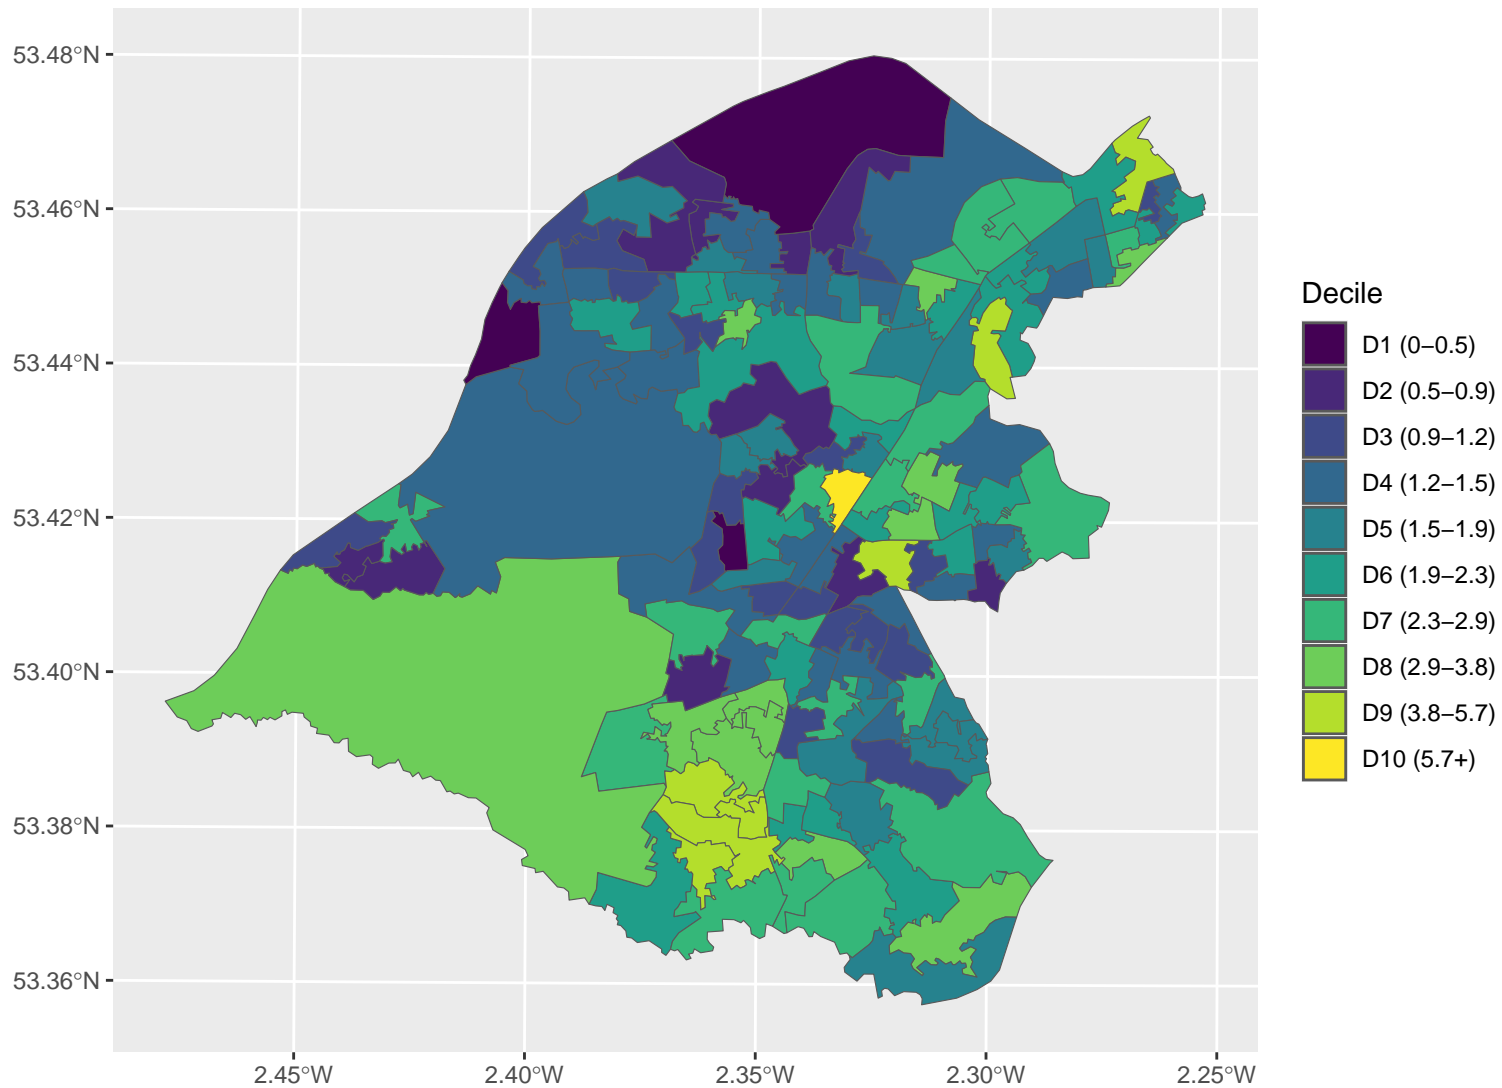 53.48°N
53.46°N
53.44°N
53.42°N
53.40°N
53.38°N
53.36°N
2.45°W
2.40°W
2.35°W
2.30°W
2.25°W
Decile
D1 (0−0.5)
D2 (0.5−0.9)
D3 (0.9−1.2)
D4 (1.2−1.5)
D5 (1.5−1.9)
D6 (1.9−2.3)
D7 (2.3−2.9)
D8 (2.9−3.8)
D9 (3.8−5.7)
D10 (5.7+)